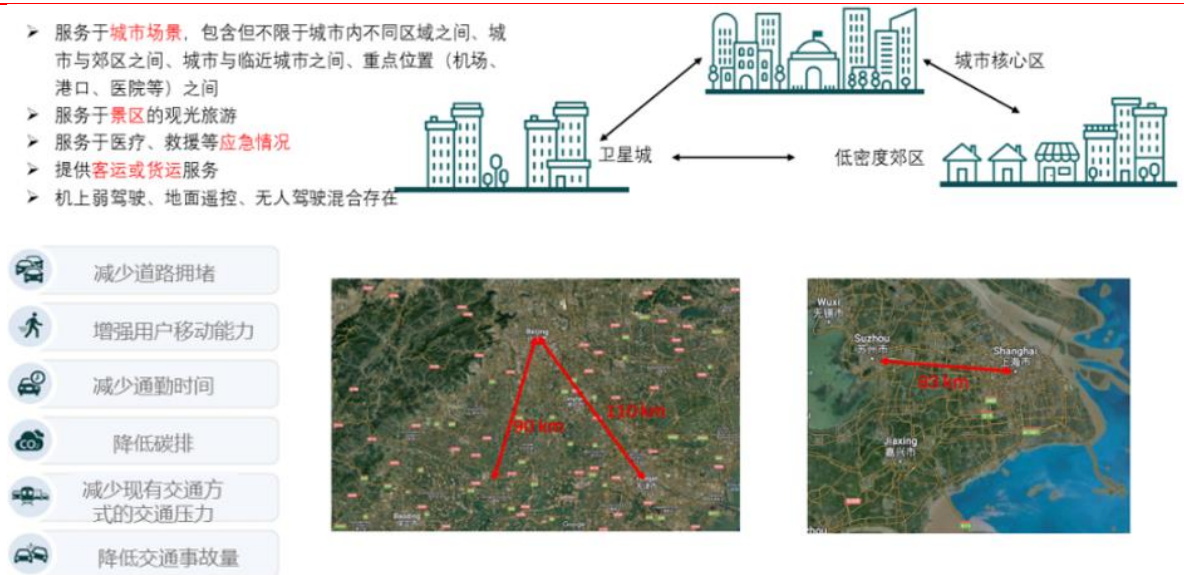 ➢ 服务于城市场景，包含但不限于城市内不同区域之间、城
市与郊区之间、城市与临近城市之间、重点位置（机场、
港口、医院等）之间
➢ 服务于景区的观光旅游
➢ 服务于医疗、救援等应急情况
➢ 提供客运或货运服务
➢ 机上弱驾驶、地面遥控、无人驾驶混合存在
城市核心区
卫星城
低密度郊区
减少道路拥堵
增强用户移动能力
减少通勤时间
CO₂
降低碳排
减少现有交通方
式的交通压力
降低交通事故量
Beijing
90 km
110 km
Baoding
Google
Wuxi
无锡市
Suzhou
苏州市
Shanghai
上海市
83 km
Jiaxing
嘉兴市